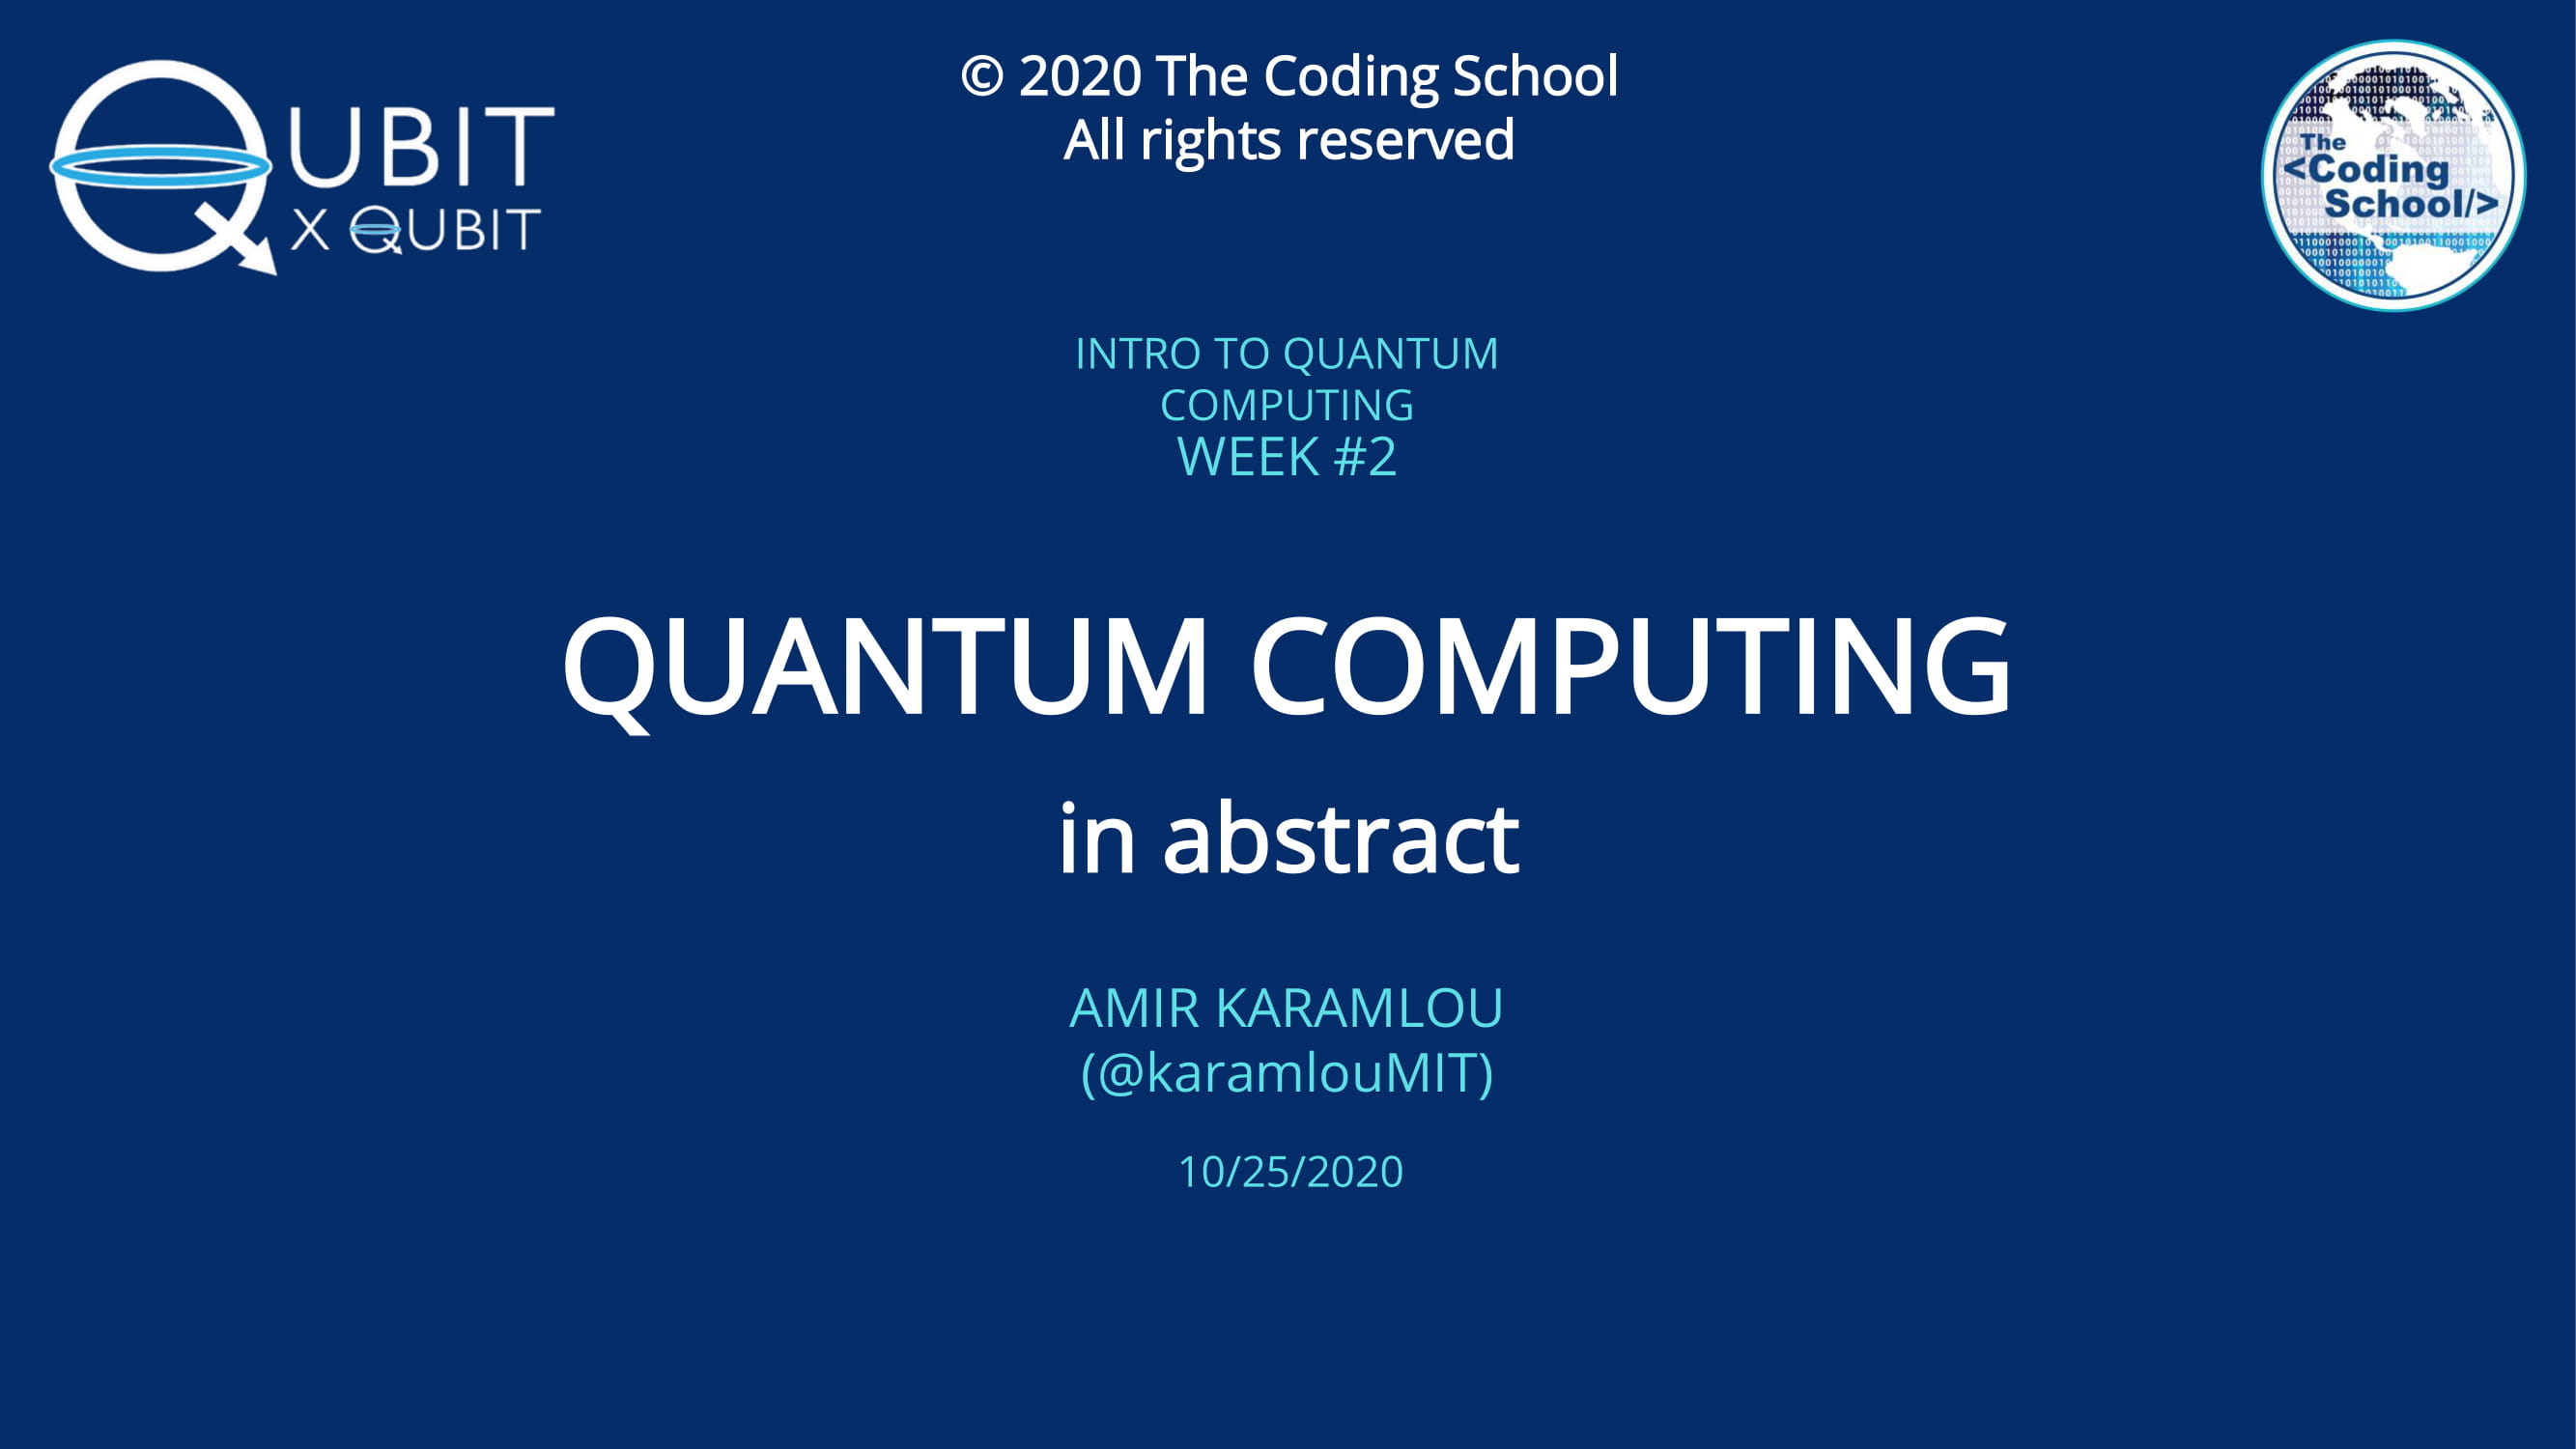 © 2020 The Coding School
All rights reserved
QUBIT
X QUBIT
The
<Coding
School/>
INTRO TO QUANTUM
COMPUTING
WEEK #2
QUANTUM COMPUTING
in abstract
AMIR KARAMLOU
(@karamlouMIT)
10/25/2020